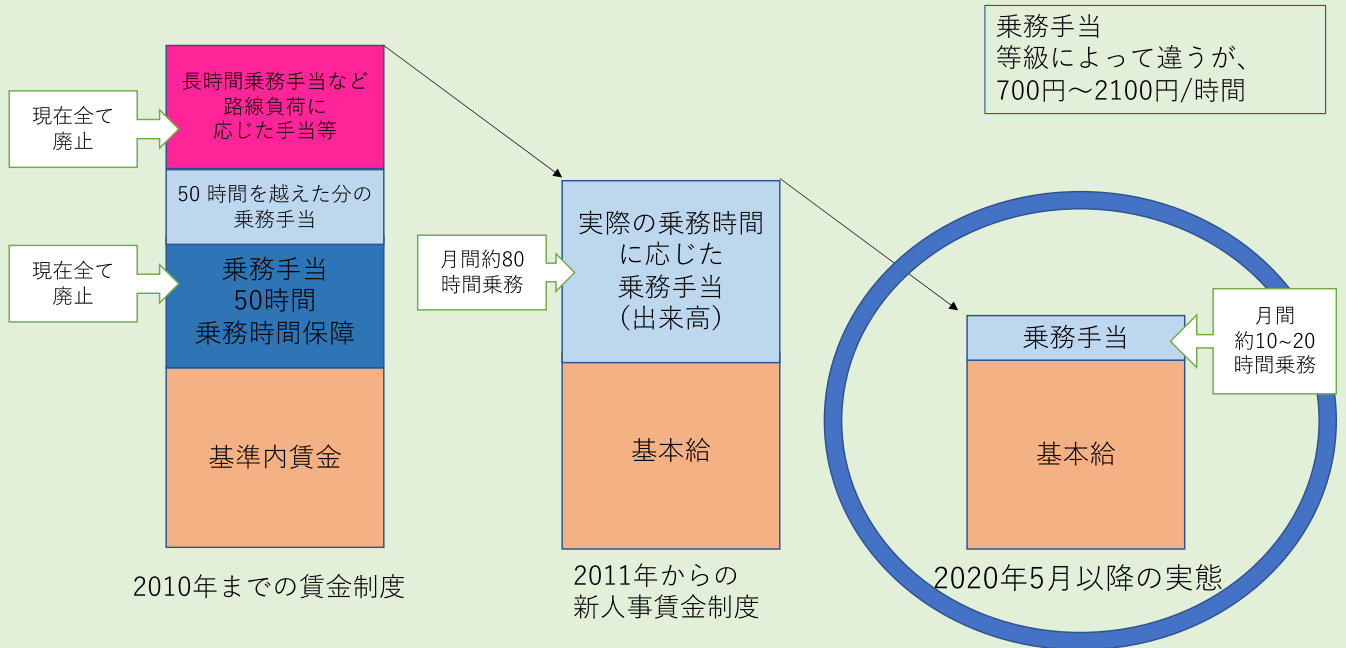 乗務手当
等級によって違うが、
700円～2100円/時間
長時間乗務手当など
路線負荷に
応じた手当等
現在全て
廃止
50 時間を越えた分の
乗務手当
現在全て
廃止
乗務手当
50時間
乗務時間保障
基準内賃金
2010年までの賃金制度
月間約80
時間乗務
実際の乗務時間
に応じた
乗務手当
（出来高）
基本給
2011年からの
新人事賃金制度
月間
約10~20
時間乗務
乗務手当
基本給
2020年5月以降の実態